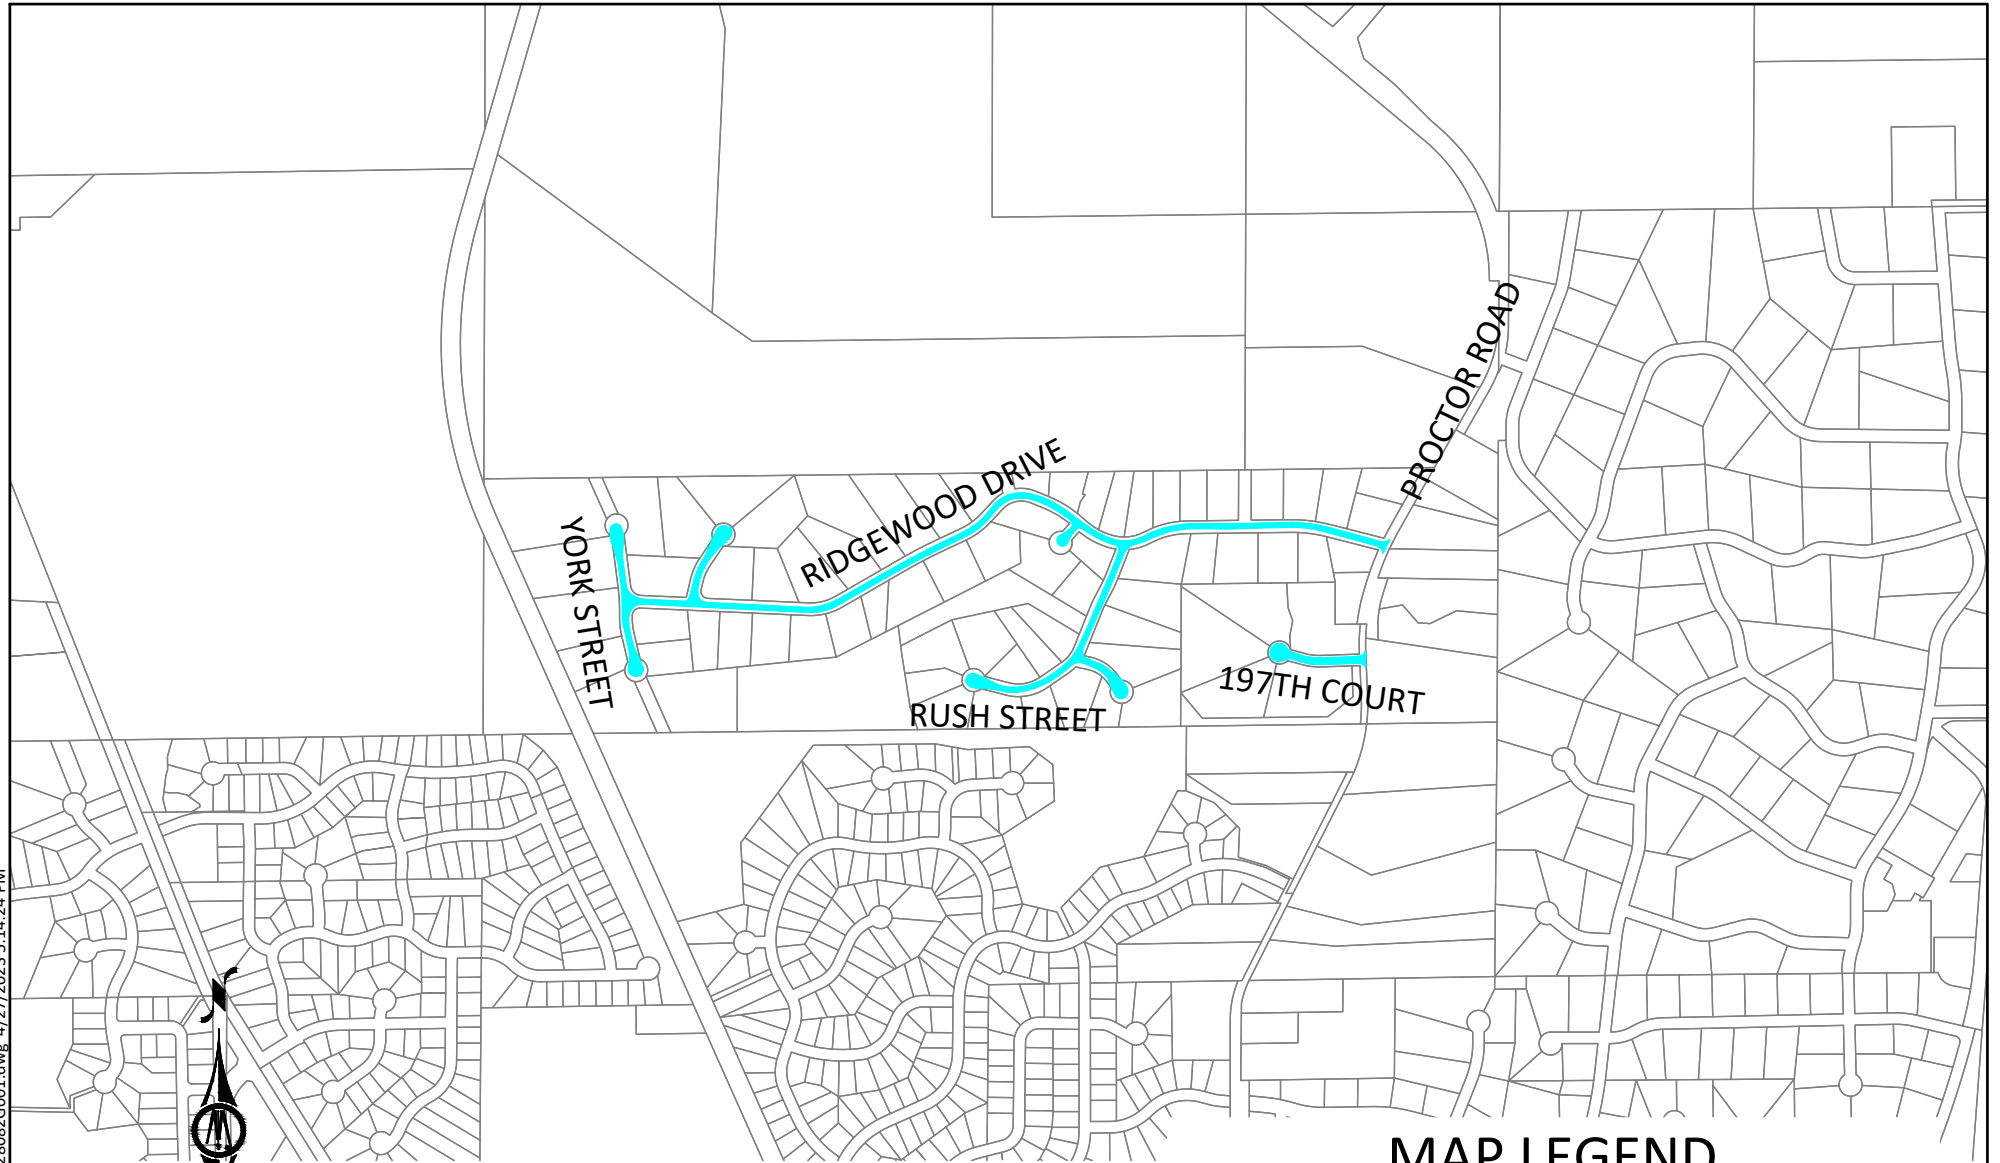 PROCTOR ROAD
RIDGEWOOD DRIVE
YORK STREET
197TH COURT
RUSH STREET
MAP LEGEND